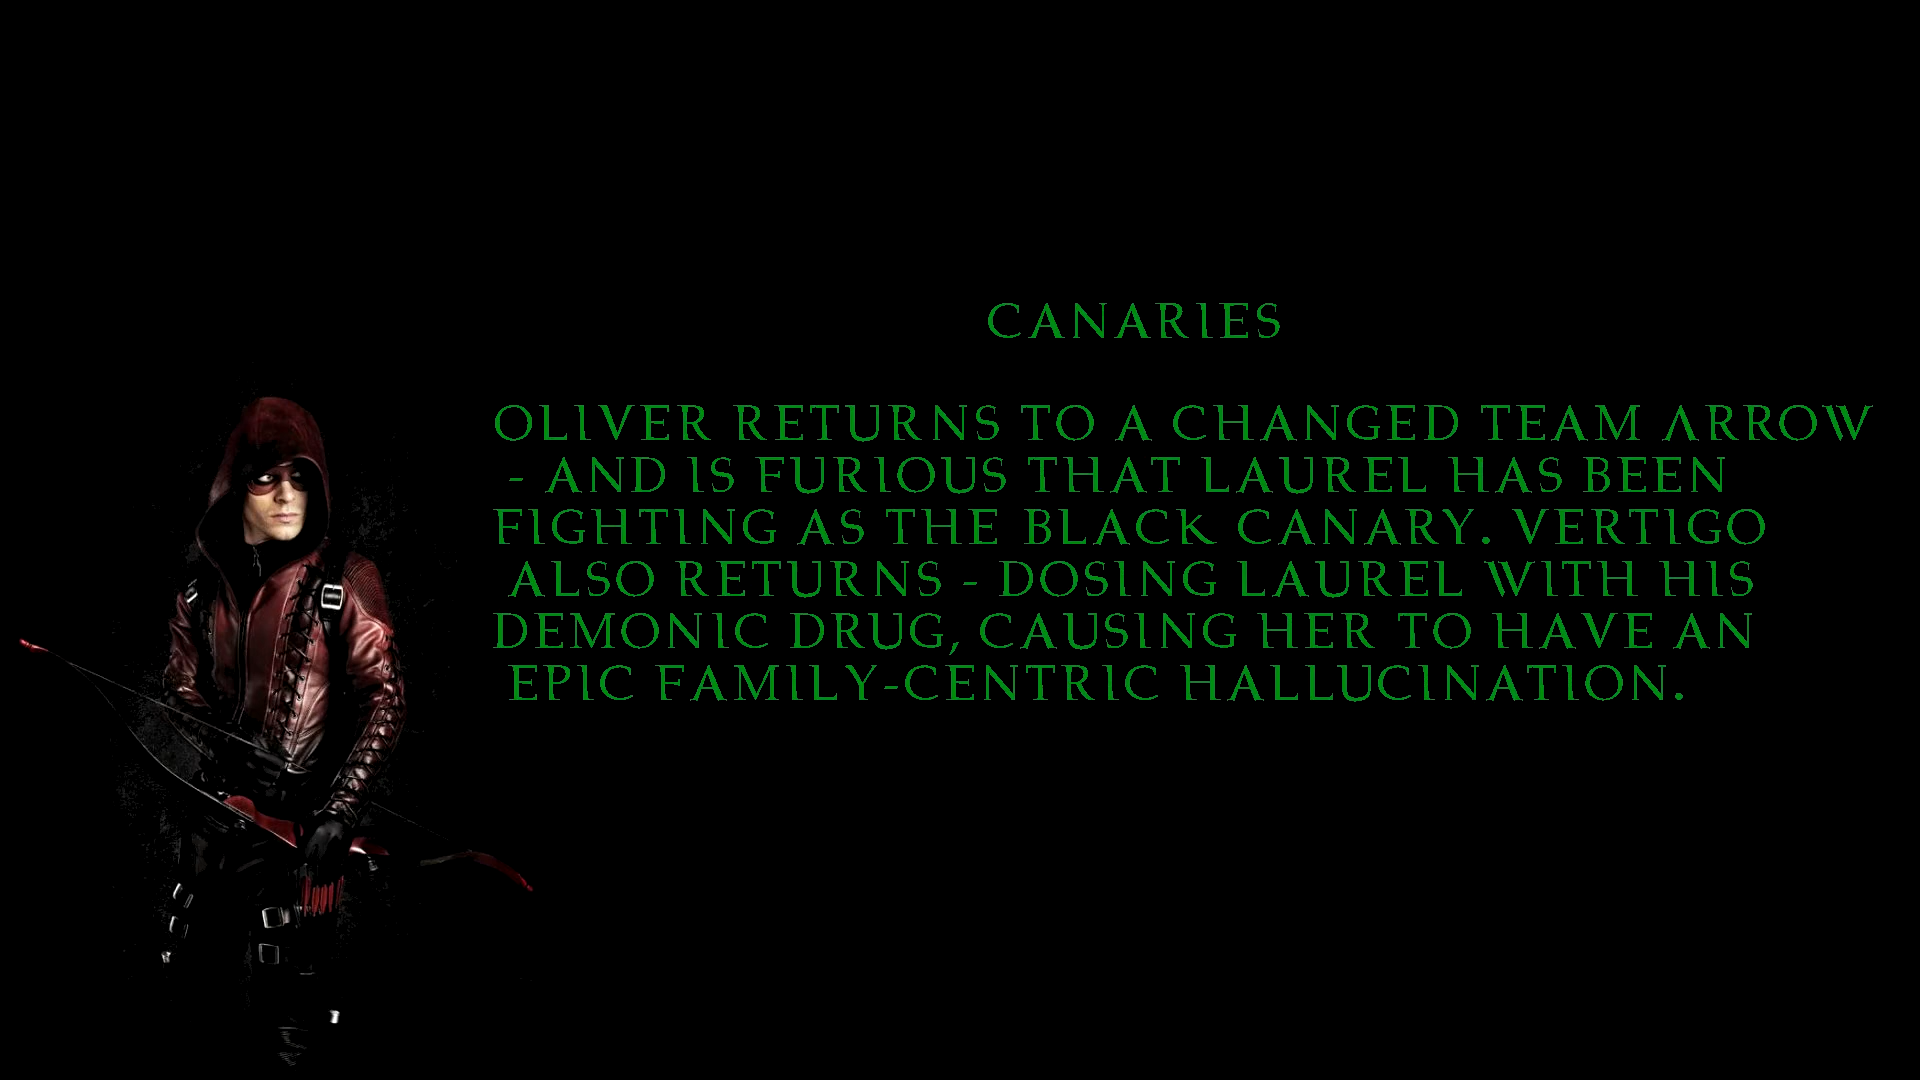 CANARIES
OLIVER RETURNS TO A CHANGED TEAM ARROW
- AND IS FURIOUS THAT LAUREL HAS BEEN
FIGHTING AS THE BLACK CANARY. VERTIGO
ALSO RETURNS - DOSING LAUREL WITH HIS
DEMONIC DRUG, CAUSING HER TO HAVE AN
EPIC FAMILY-CENTRIC HALLUCINATION.